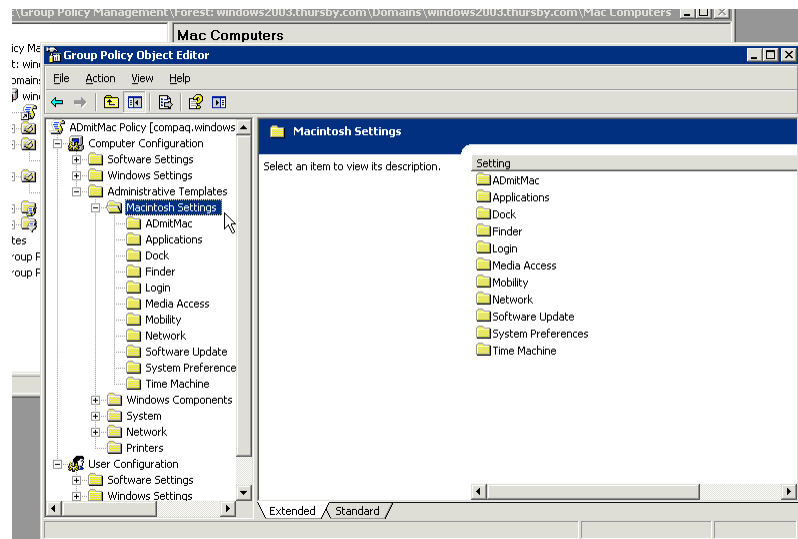 \Group Policy Management\Forest: windows2003.thursby.com\Domains\windows2003.thursby.com\Mac Computers
Mac Computers
Group Policy Object Editor
File Action View Help
ADmitMac Policy [compaq.windows
Computer Configuration
Software Settings
Windows Settings
Administrative Templates
Macintosh Settings
ADmitMac
Applications
Dock
Finder
Login
Media Access
Mobility
Network
Software Update
System Preference
Time Machine
Windows Components
System
Network
Printers
User Configuration
Software Settings
Windows Settings
Macintosh Settings
Select an item to view its description.
Setting
ADmitMac
Applications
Dock
Finder
Login
Media Access
Mobility
Network
Software Update
System Preferences
Time Machine
Extended Standard